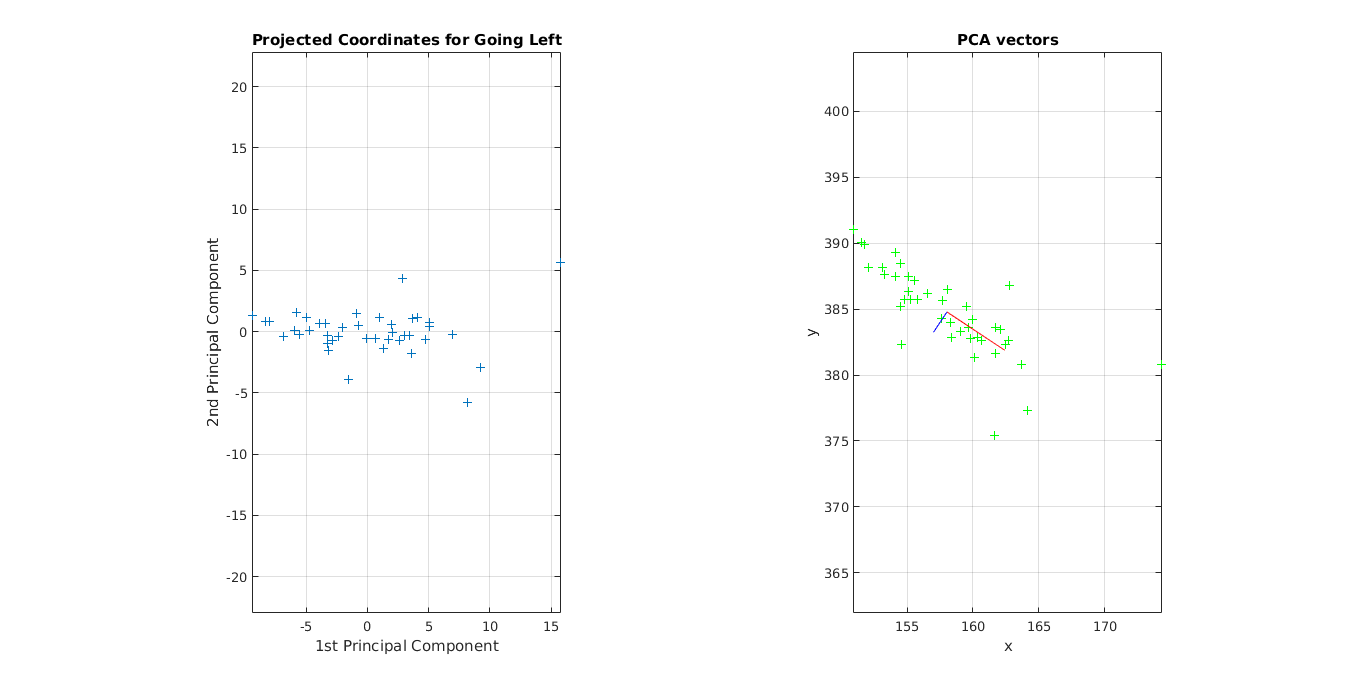 Projected Coordinates for Going Left
20
15
10
5
0
-5
-10
-15
-20
2nd Principal Component
-5 0 5 10 15
1st Principal Component
PCA vectors
400
395
390
385
380
375
370
365
y
155 160 165 170
x